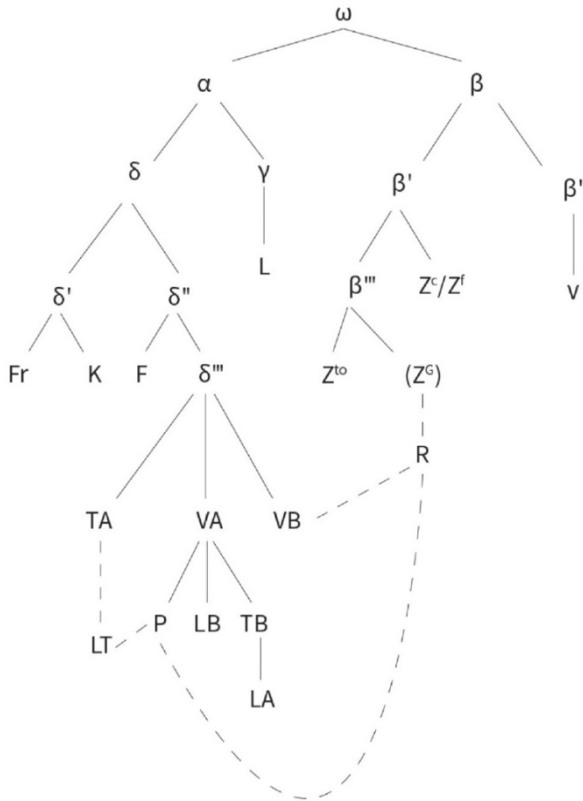 ω
α β
δ γ β' β'
δ' δ'' L β''' Zᶜ/Zᶠ v
Fr K F δ''' Zᵗᵒ (Zᴳ)
R
TA VA VB
P LB TB
LT
LA